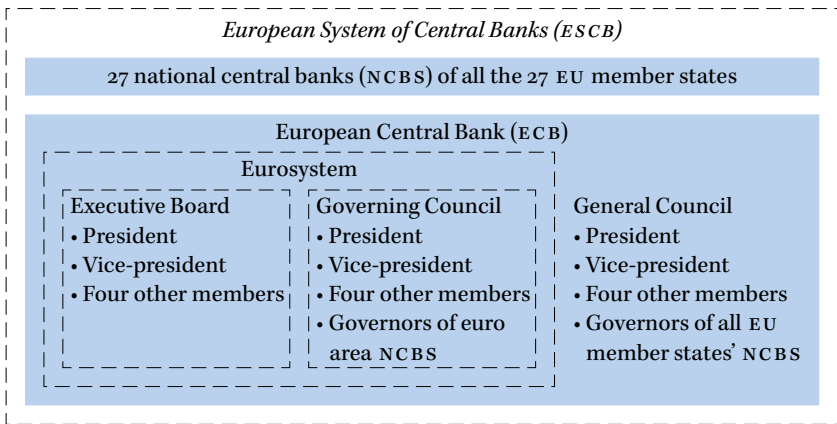 European System of Central Banks (ESCB)
27 national central banks (NCBS) of all the 27 EU member states
European Central Bank (ECB)
Eurosystem
Executive Board
• President
• Vice-president
• Four other members
Governing Council
• President
• Vice-president
• Four other members
• Governors of euro
area NCBS
General Council
• President
• Vice-president
• Four other members
• Governors of all EU
member states’ NCBS